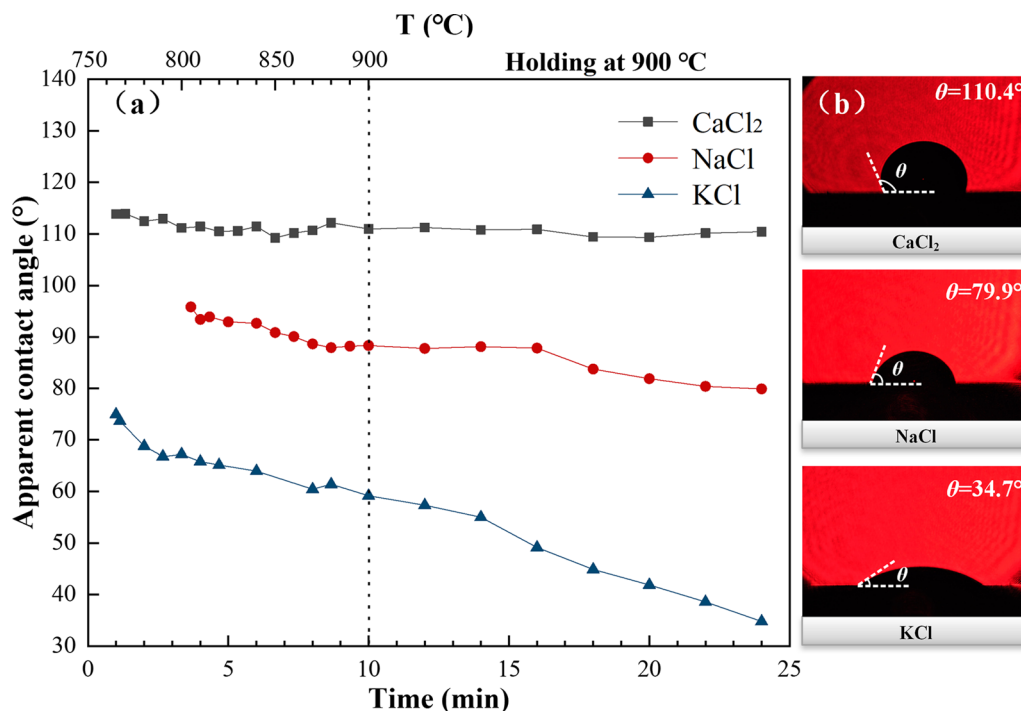 T (°C)
750 800 850 900 Holding at 900 °C
140
130
120
110
100
90
80
70
60
50
40
30
Apparent contact angle (°)
(a)
CaCl₂
NaCl
KCl
0 5 10 15 20 25
Time (min)
(b)
θ=110.4°
θ
CaCl₂
θ=79.9°
θ
NaCl
θ=34.7°
θ
KCl